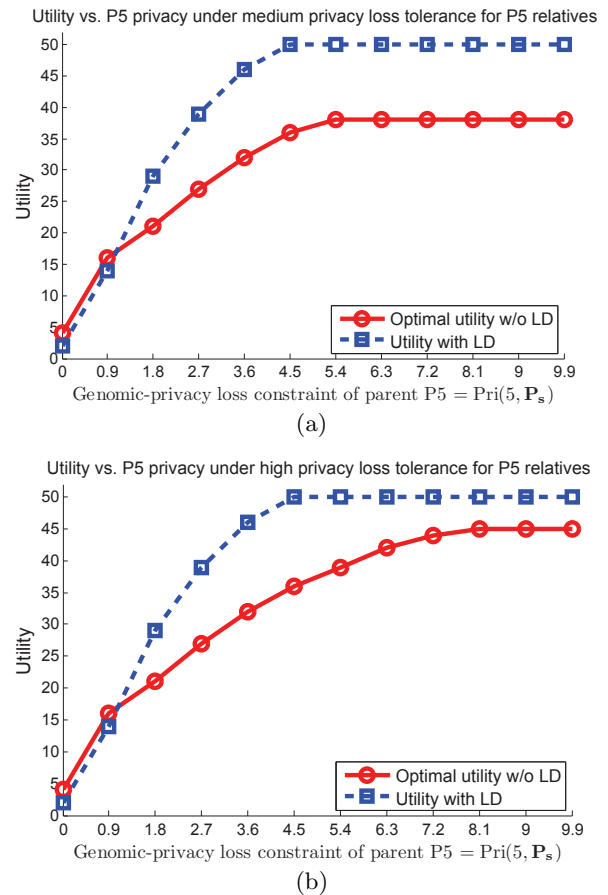 Utility vs. P5 privacy under medium privacy loss tolerance for P5 relatives
50
45
40
35
30
25
20
15
10
5
0
Utility
Optimal utility w/o LD
Utility with LD
0 0.9 1.8 2.7 3.6 4.5 5.4 6.3 7.2 8.1 9 9.9
Genomic-privacy loss constraint of parent P5 = Pri(5, Ps)
(a)
Utility vs. P5 privacy under high privacy loss tolerance for P5 relatives
50
45
40
35
30
25
20
15
10
5
0
Utility
Optimal utility w/o LD
Utility with LD
0 0.9 1.8 2.7 3.6 4.5 5.4 6.3 7.2 8.1 9 9.9
Genomic-privacy loss constraint of parent P5 = Pri(5, Ps)
(b)